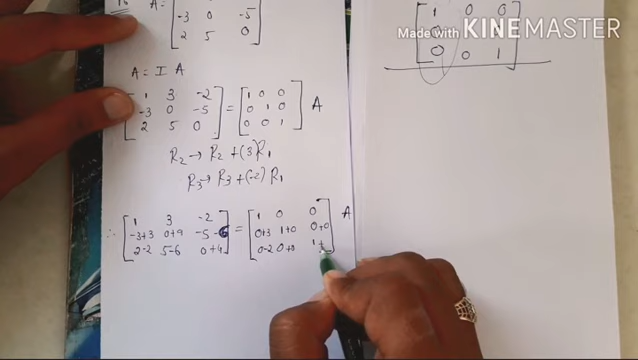 15 A =
-3 0 -5
2 5 0
A = I A
[ 1 3 -2 ] = [ 1 0 0 ] A
[ -3 0 -5 ] [ 0 1 0 ]
[ 2 5 0 ] [ 0 0 1 ]
R2 → R2 + (3)R1
R3 → R3 + (-2) R1
∴ [ 1 3 -2 ] = [ 1 0 0 ] A
[ -3+3 0+9 -5-6 ] [ 0+3 1+0 0+0 ]
[ 2-2 5-6 0+4 ] [ 0-2 0+0 1+
[ 1 0 0 ]
0
0 0 1
Made with KINEMASTER